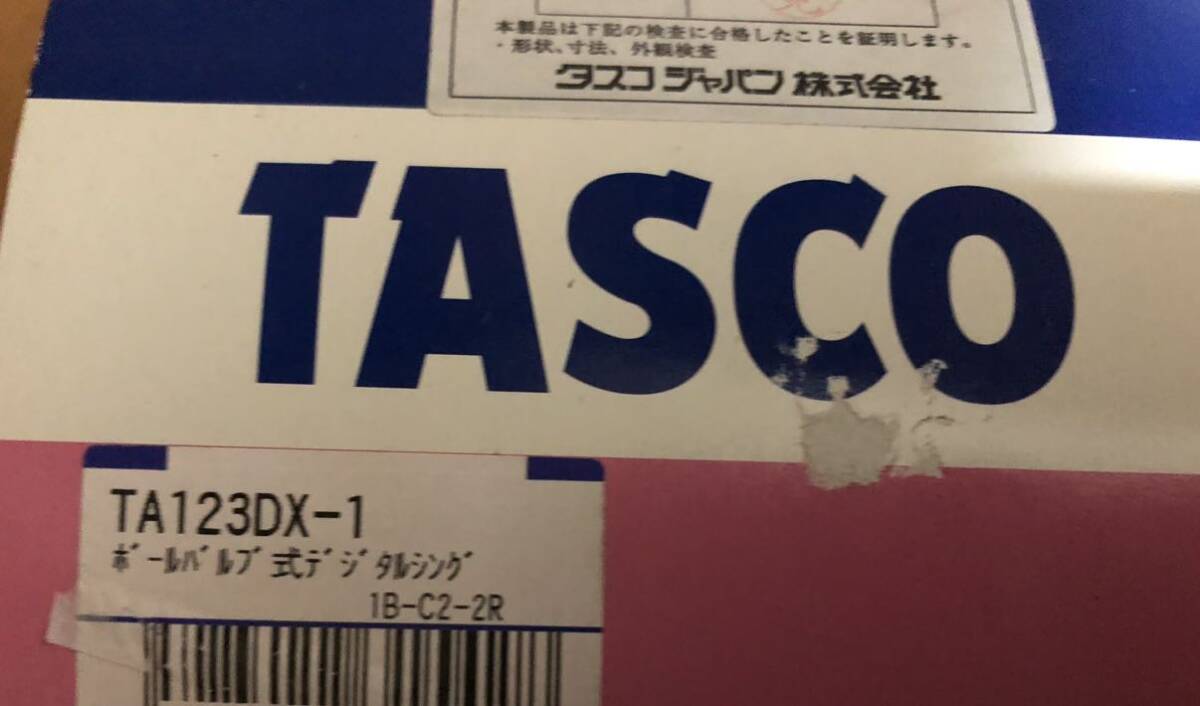 本製品は下記の検査に合格したことを証明します。
・形状、寸法、外観検査
タスコジャパン株式会社
TASCO
TA123DX-1
ﾎﾞｰﾙﾊﾞﾙﾌﾞ式ﾃﾞｼﾞﾀﾙｼﾝｸﾞ
1B-C2-2R